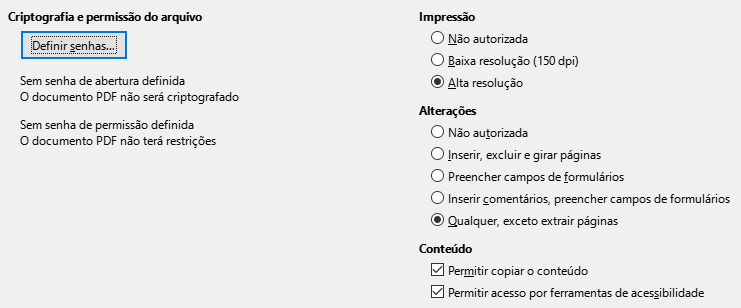 Criptografia e permissão do arquivo
Definir senhas...
Sem senha de abertura definida
O documento PDF não será criptografado
Sem senha de permissão definida
O documento PDF não terá restrições
Impressão
Não autorizada
Baixa resolução (150 dpi)
Alta resolução
Alterações
Não autorizada
Inserir, excluir e girar páginas
Preencher campos de formulários
Inserir comentários, preencher campos de formulários
Qualquer, exceto extrair páginas
Conteúdo
Permitir copiar o conteúdo
Permitir acesso por ferramentas de acessibilidade